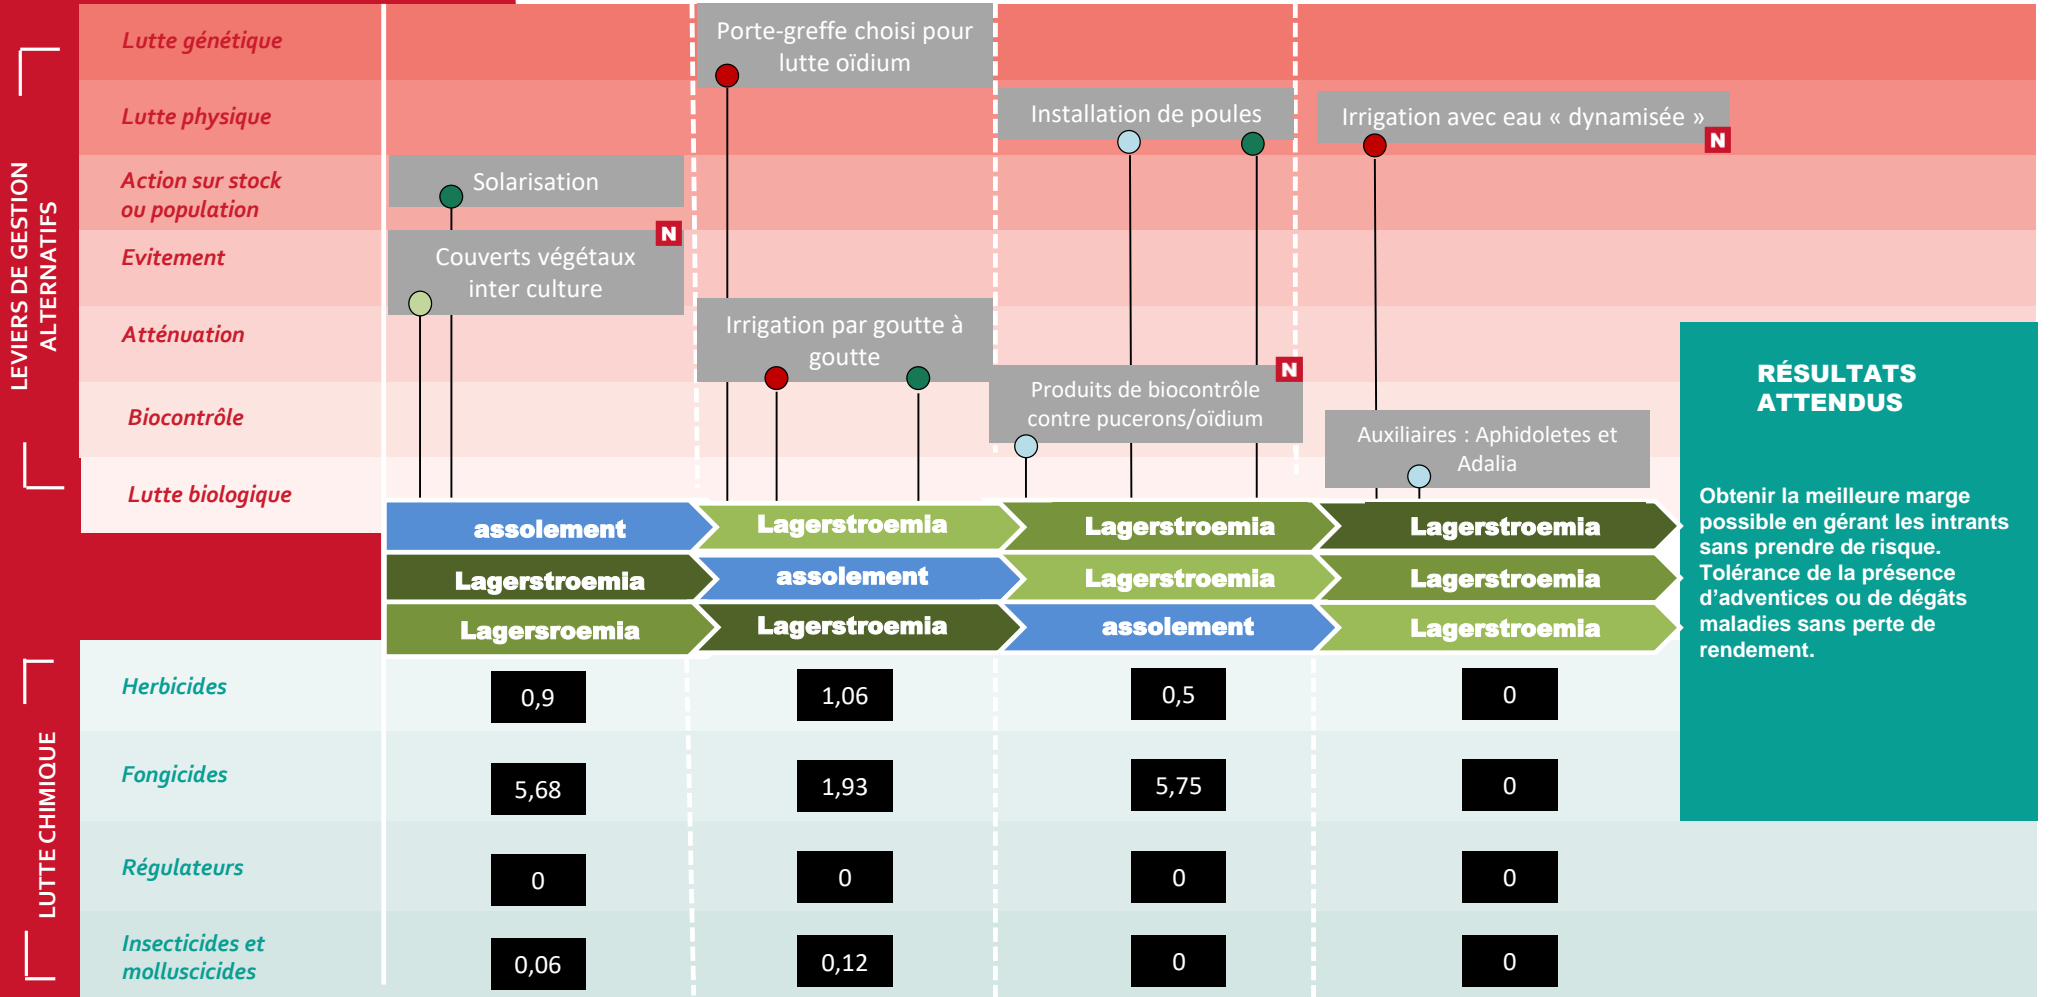 LEVIERS DE GESTION
ALTERNATIFS
Lutte génétique
Porte-greffe choisi pour
lutte oïdium
Lutte physique
Installation de poules
Irrigation avec eau « dynamisée »
N
Action sur stock
ou population
Solarisation
Evitement
Couverts végétaux
inter culture
N
Atténuation
Irrigation par goutte à
goutte
Biocontrôle
Produits de biocontrôle
contre pucerons/oïdium
N
Lutte biologique
Auxiliaires : Aphidoletes et
Adalia
assolement
Lagerstroemia
Lagerstroemia
Lagerstroemia
Lagerstroemia
assolement
Lagerstroemia
Lagerstroemia
Lagersroemia
Lagerstroemia
assolement
Lagerstroemia
RÉSULTATS
ATTENDUS
Obtenir la meilleure marge
possible en gérant les intrants
sans prendre de risque.
Tolérance de la présence
d’adventices ou de dégâts
maladies sans perte de
rendement.
LUTTE CHIMIQUE
Herbicides
0,9
1,06
0,5
0
Fongicides
5,68
1,93
5,75
0
Régulateurs
0
0
0
0
Insecticides et
molluscicides
0,06
0,12
0
0